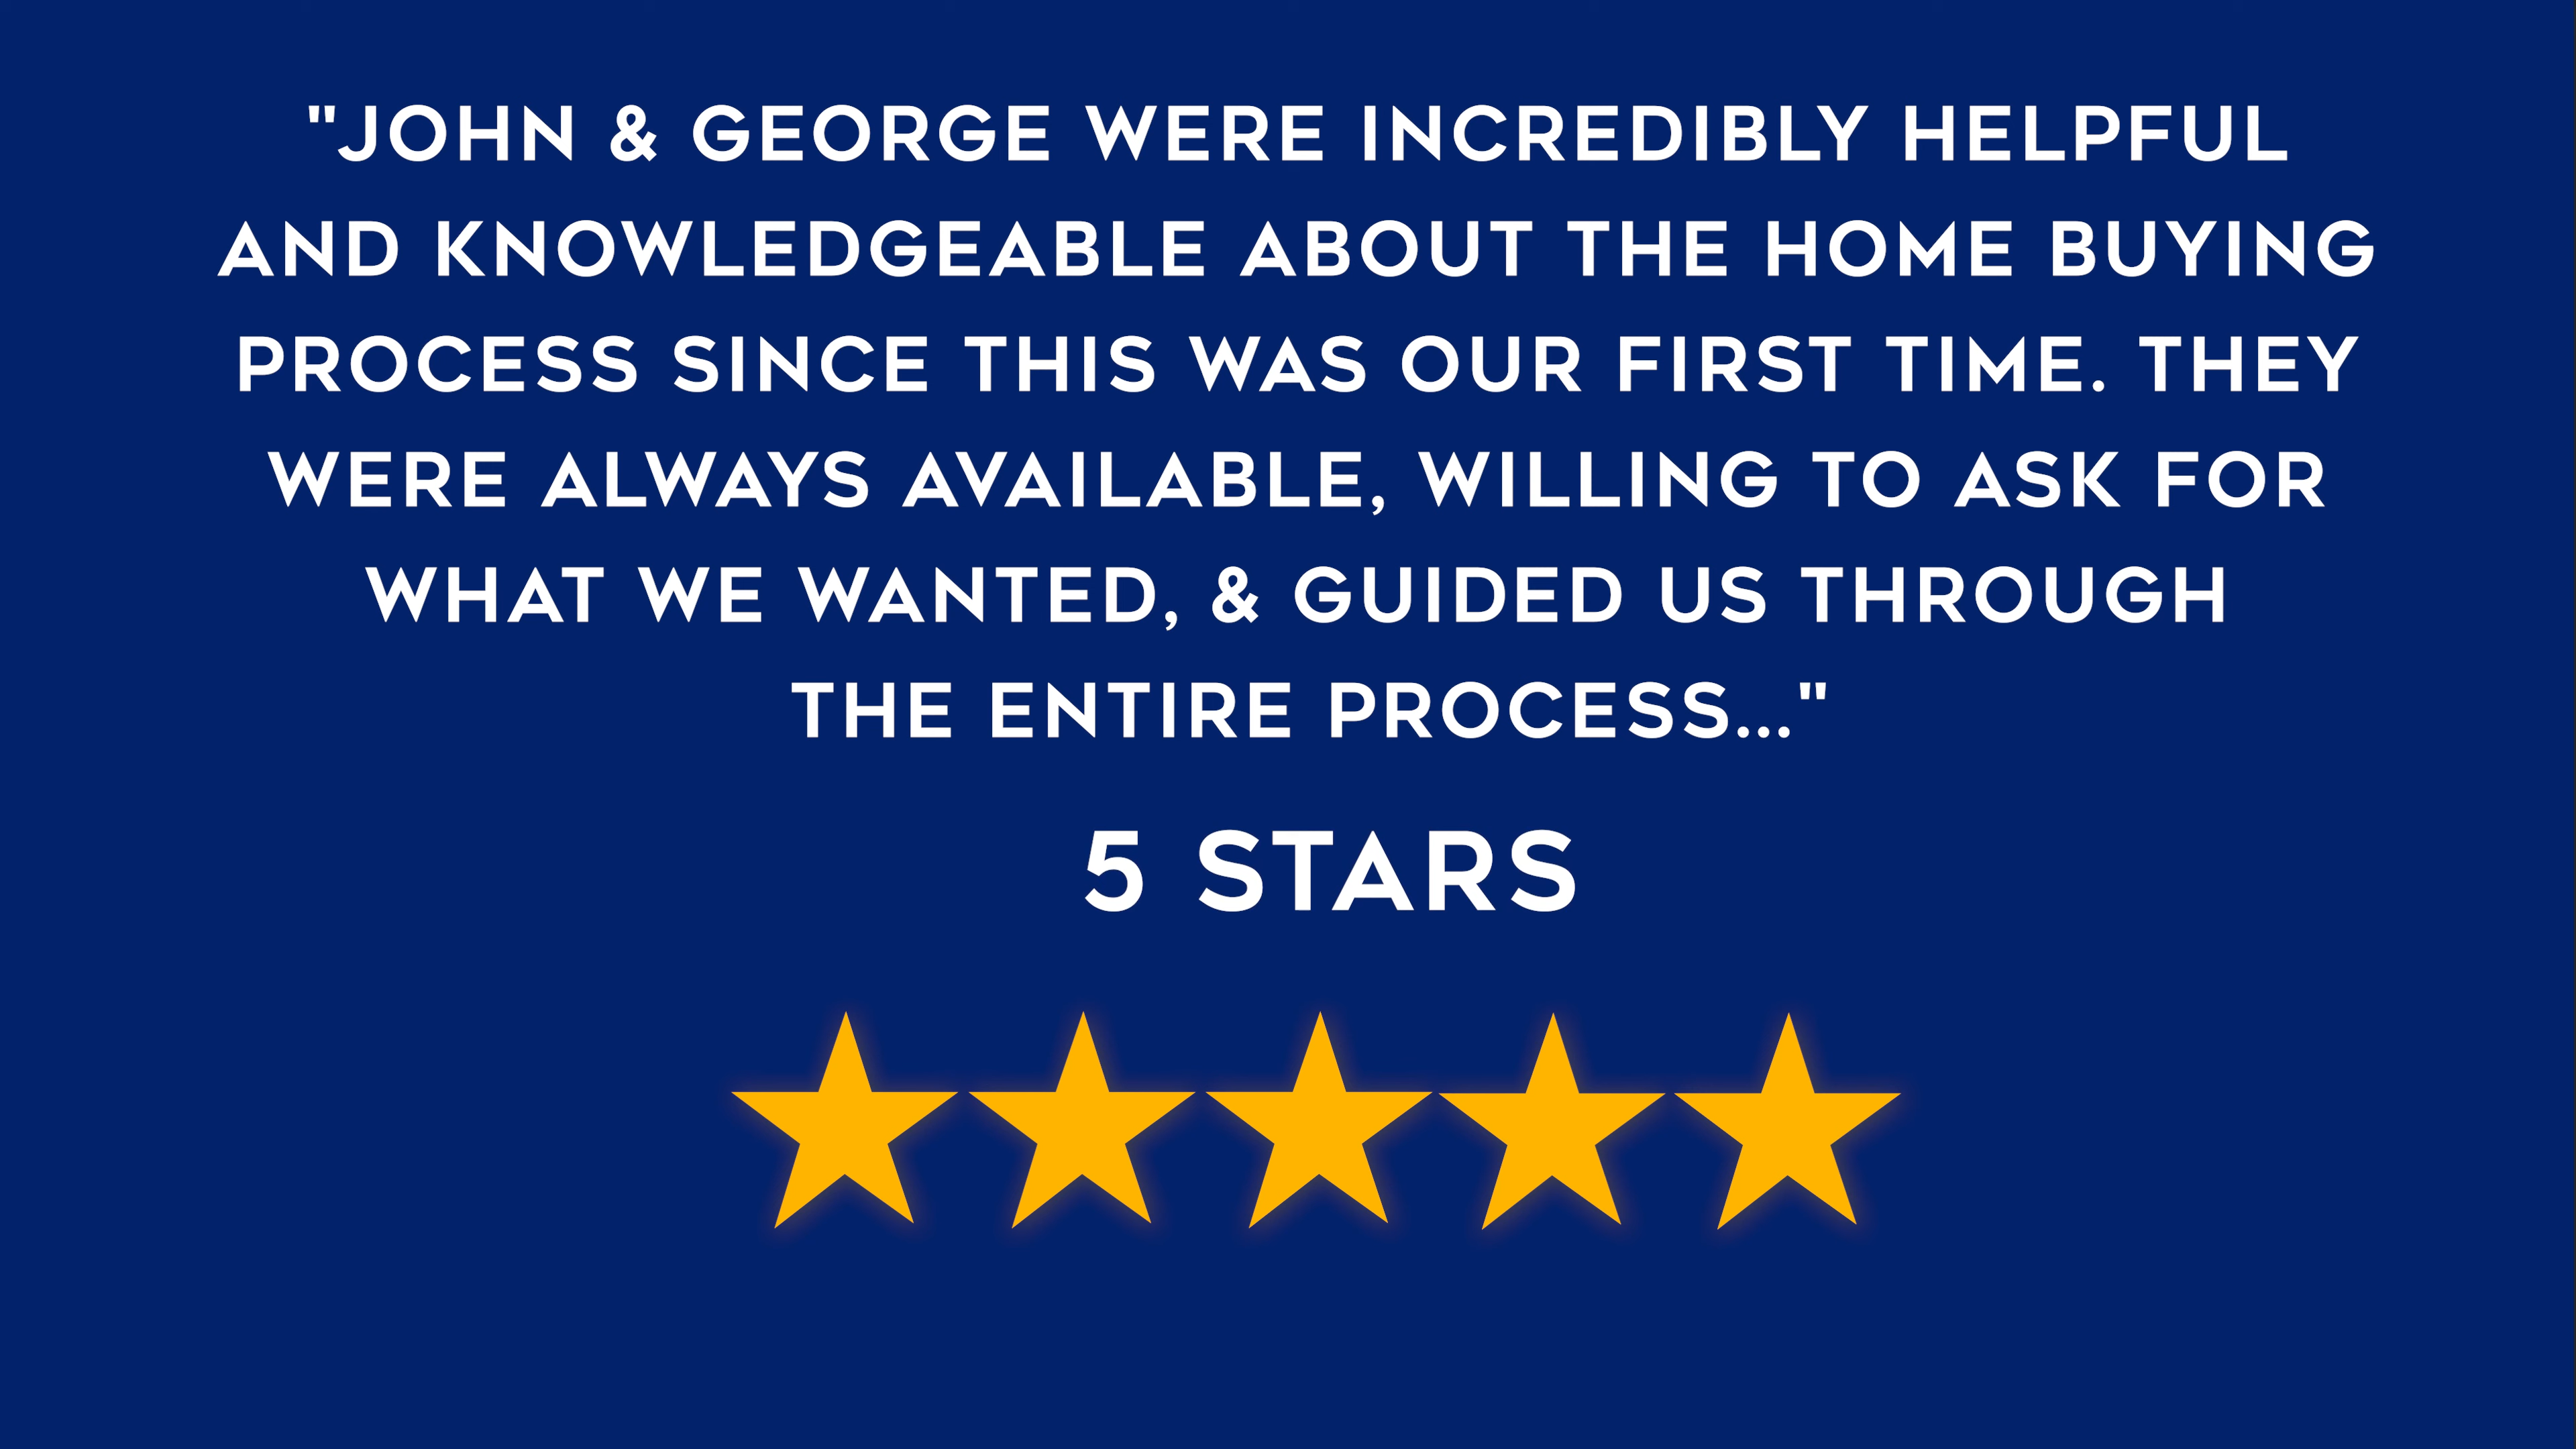 "JOHN & GEORGE WERE INCREDIBLY HELPFUL
AND KNOWLEDGEABLE ABOUT THE HOME BUYING
PROCESS SINCE THIS WAS OUR FIRST TIME. THEY
WERE ALWAYS AVAILABLE, WILLING TO ASK FOR
WHAT WE WANTED, & GUIDED US THROUGH
THE ENTIRE PROCESS..."
5 STARS